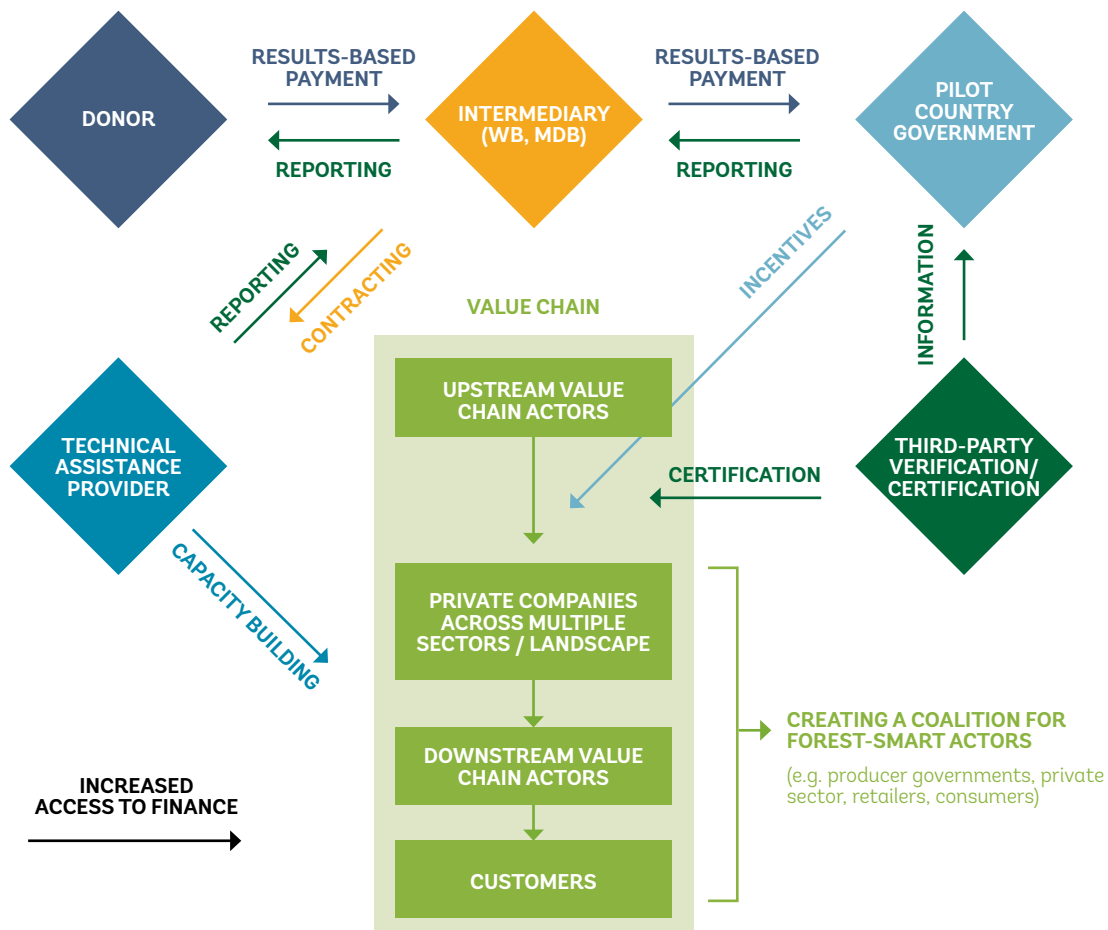 DONOR
RESULTS-BASED
PAYMENT
REPORTING
INTERMEDIARY
(WB, MDB)
RESULTS-BASED
PAYMENT
REPORTING
PILOT
COUNTRY
GOVERNMENT
REPORTING
CONTRACTING
INCENTIVES
INFORMATION
VALUE CHAIN
UPSTREAM VALUE
CHAIN ACTORS
TECHNICAL
ASSISTANCE
PROVIDER
CERTIFICATION
THIRD-PARTY
VERIFICATION/
CERTIFICATION
CAPACITY BUILDING
PRIVATE COMPANIES
ACROSS MULTIPLE
SECTORS / LANDSCAPE
CREATING A COALITION FOR
FOREST-SMART ACTORS
(e.g. producer governments, private
sector, retailers, consumers)
DOWNSTREAM VALUE
CHAIN ACTORS
INCREASED
ACCESS TO FINANCE
CUSTOMERS